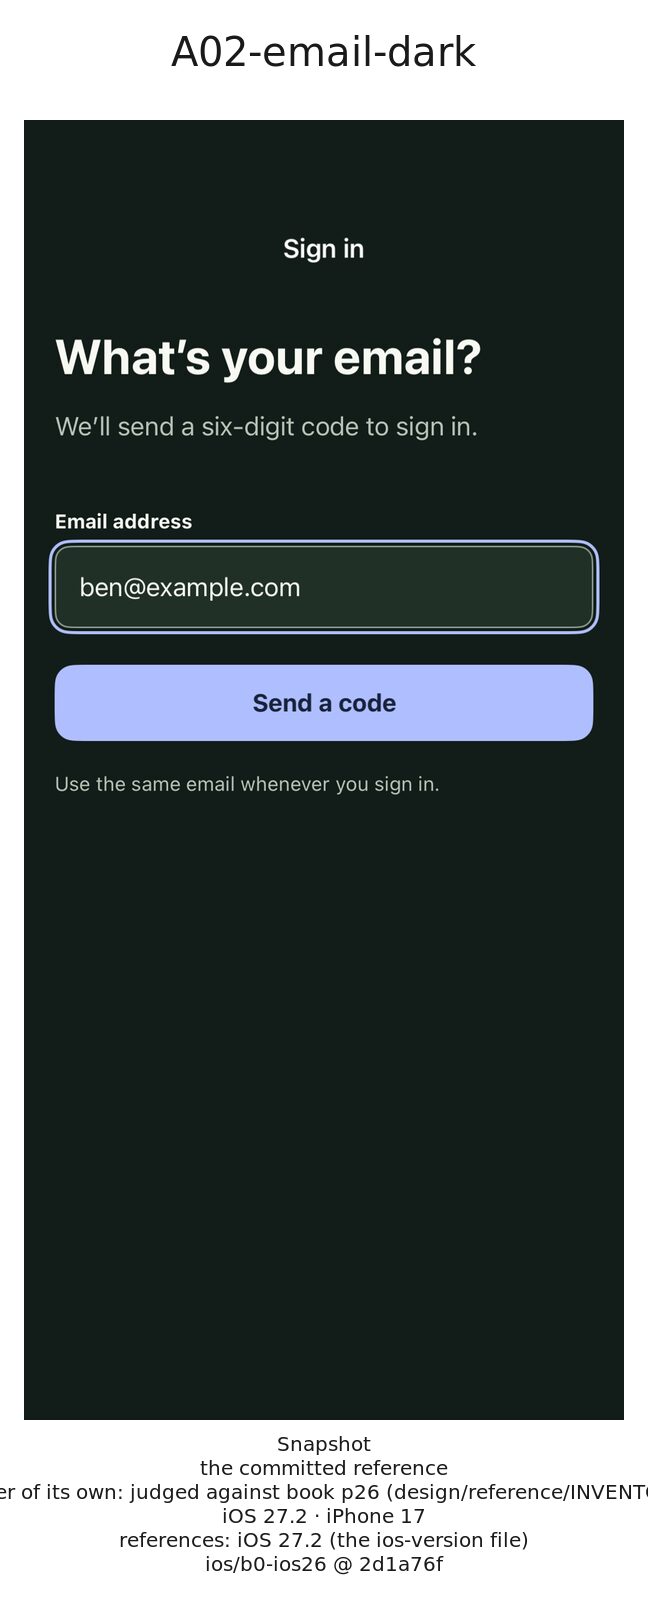 A02-email-dark
Sign in
What’s your email?
We’ll send a six-digit code to sign in.
Email address
ben@example.com
Send a code
Use the same email whenever you sign in.
Snapshot
the committed reference
of its own: judged against book p26 (design/reference/
iOS 27.2 · iPhone 17
references: iOS 27.2 (the ios-version file)
ios/b0-ios26 @ 2d1a76f